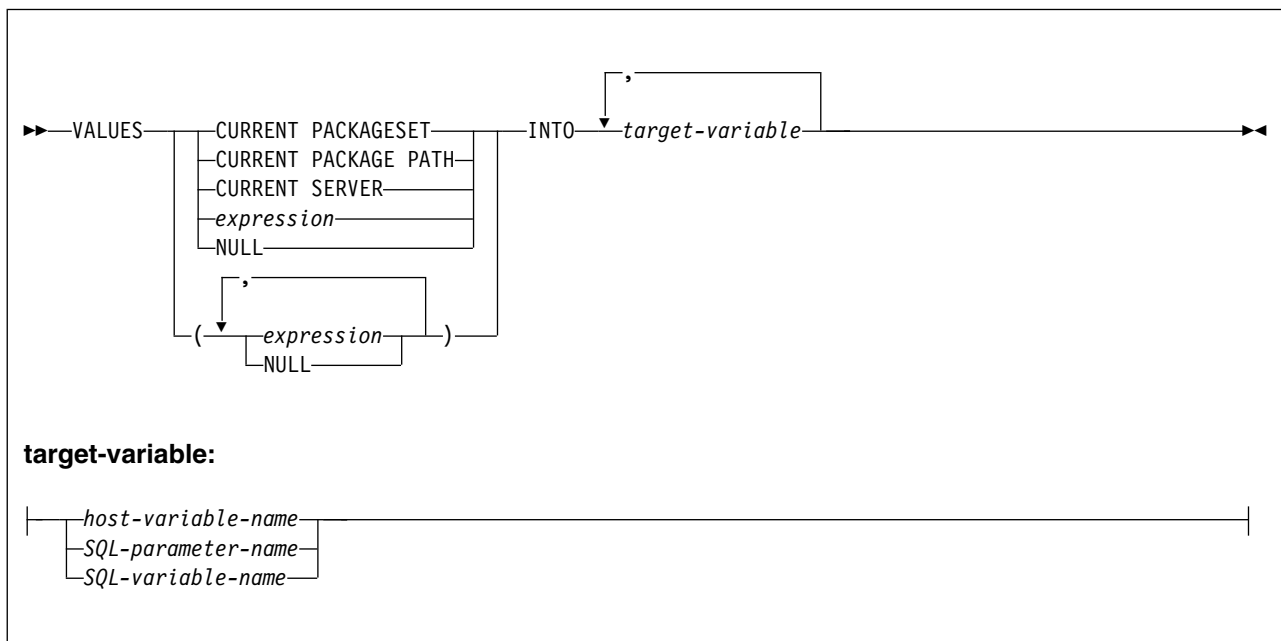 ,
VALUES CURRENT PACKAGESET INTO target-variable
CURRENT PACKAGE PATH
CURRENT SERVER
expression
NULL
,
( expression )
NULL
target-variable:
host-variable-name
SQL-parameter-name
SQL-variable-name